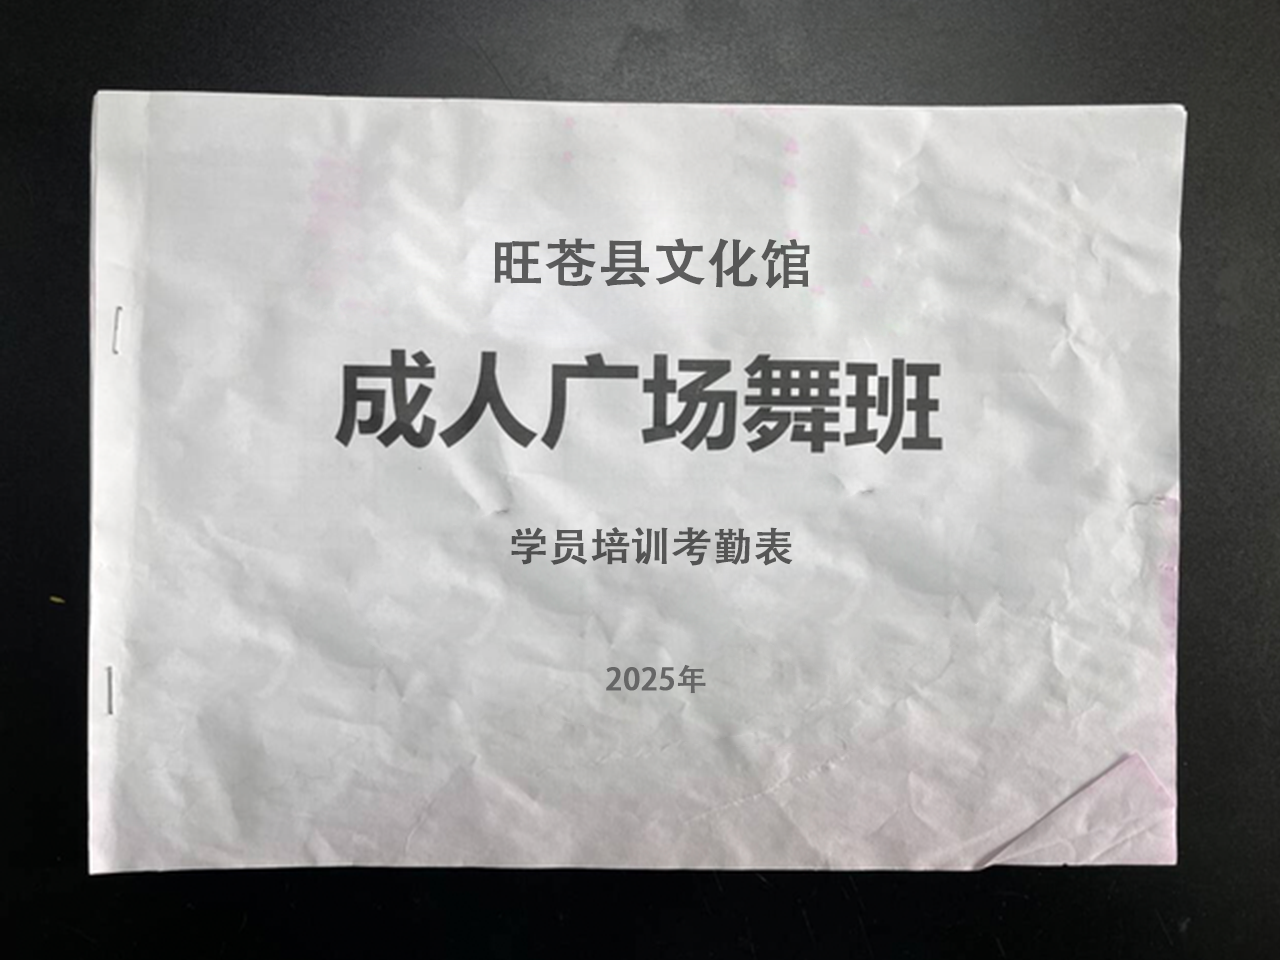 旺苍县文化馆
成人广场舞班
学员培训考勤表
2025年